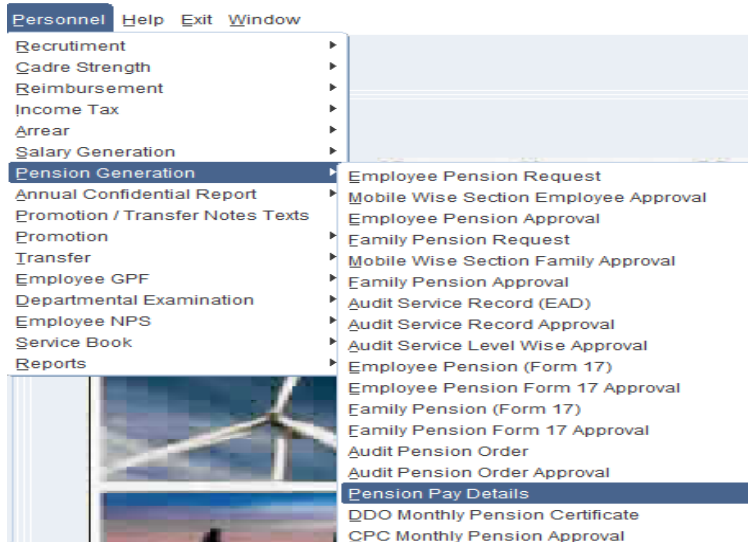 Personnel Help Exit Window
Recrutiment
Cadre Strength
Reimbursement
Income Tax
Arrear
Salary Generation
Pension Generation
Annual Confidential Report
Promotion / Transfer Notes Texts
Promotion
Transfer
Employee GPF
Departmental Examination
Employee NPS
Service Book
Reports
Employee Pension Request
Mobile Wise Section Employee Approval
Employee Pension Approval
Family Pension Request
Mobile Wise Section Family Approval
Family Pension Approval
Audit Service Record (EAD)
Audit Service Record Approval
Audit Service Level Wise Approval
Employee Pension (Form 17)
Employee Pension Form 17 Approval
Family Pension (Form 17)
Family Pension Form 17 Approval
Audit Pension Order
Audit Pension Order Approval
Pension Pay Details
DDO Monthly Pension Certificate
CPC Monthly Pension Approval